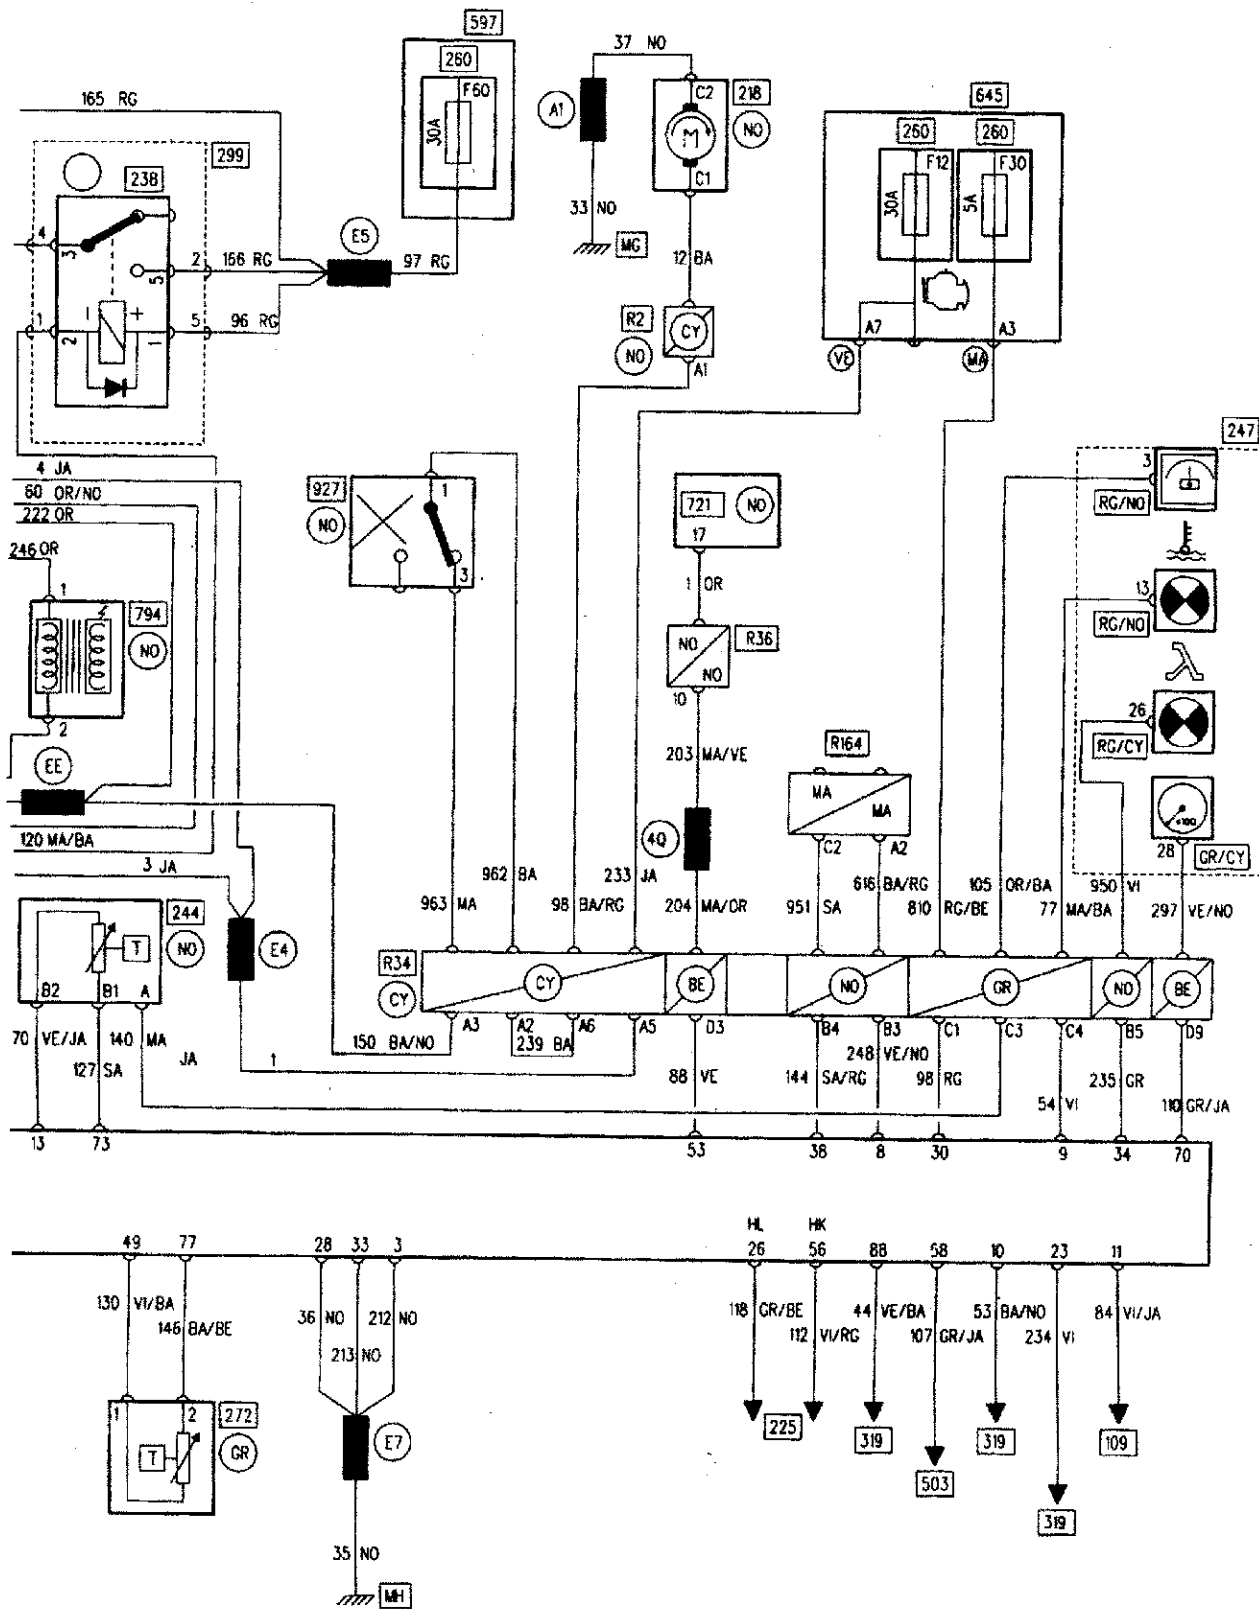 597
37 NO
260
F60
30A
165 RG
A1
C2
M
C1
218
NO
645
260
260
F12
F30
30A
5A
299
238
4
3
2
5
166 RG
E5
97 RG
33 NO
MG
12 BA
1
2
−
+
1
5
96 RG
R2
NO
CY
A1
A7
A3
VE
MA
247
4 JA
60 OR/NO
222 OR
246 OR
927
NO
1
3
721
NO
17
1 OR
3
RG/NO
13
RG/NO
1
794
NO
2
NO
NO
R36
10
26
RG/CY
EE
203 MA/VE
R164
MA
MA
C2
A2
×100
28
GR/CY
120 MA/BA
3 JA
4Q
962 BA
233 JA
616 BA/RG
105 OR/BA
950 VI
963 MA
98 BA/RG
204 MA/OR
951 SA
810 RG/BE
77 MA/BA
297 VE/NO
244
NO
T
E4
B2
B1
A
R34
CY
CY
BE
NO
GR
NO
BE
A3
A2
A6
A5
D3
B4
B3
C1
C3
C4
B5
D9
70 VE/JA
140 MA
JA
1
150 BA/NO
239 BA
248 VE/NO
127 SA
88 VE
144 SA/RG
98 RG
235 GR
54 VI
110 GR/JA
13
73
53
38
8
30
9
34
70
HL
HK
49
77
28
33
3
26
56
88
58
10
23
11
130 VI/BA
146 BA/BE
36 NO
213 NO
212 NO
118 GR/BE
112 VI/RG
44 VE/BA
107 GR/JA
53 BA/NO
234 VI
84 VI/JA
1
2
272
GR
T
E7
225
319
503
319
319
109
35 NO
MH